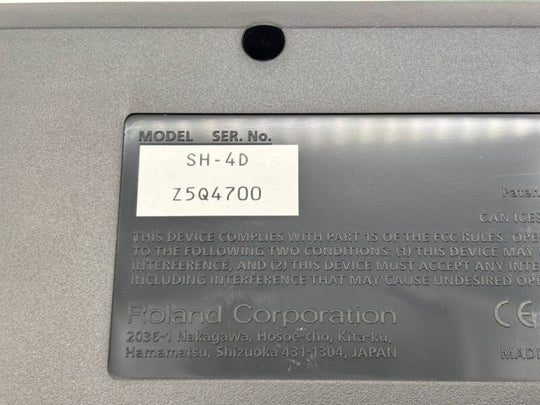 MODEL SER. No.
SH-4D
Z5Q4700
Paten
CAN ICES
THIS DEVICE COMPLIES WITH PART 15 OF THE FCC RULES. OPE
TO THE FOLLOWING TWO CONDITIONS: (1) THIS DEVICE MAY
INTERFERENCE, AND (2) THIS DEVICE MUST ACCEPT ANY INTE
INCLUDING INTERFERENCE THAT MAY CAUSE UNDESIRED OPE
Roland Corporation
2036-1 Nakagawa, Hosoe-cho, Kita-ku,
Hamamatsu, Shizuoka 431-1304, JAPAN
CE
MADE